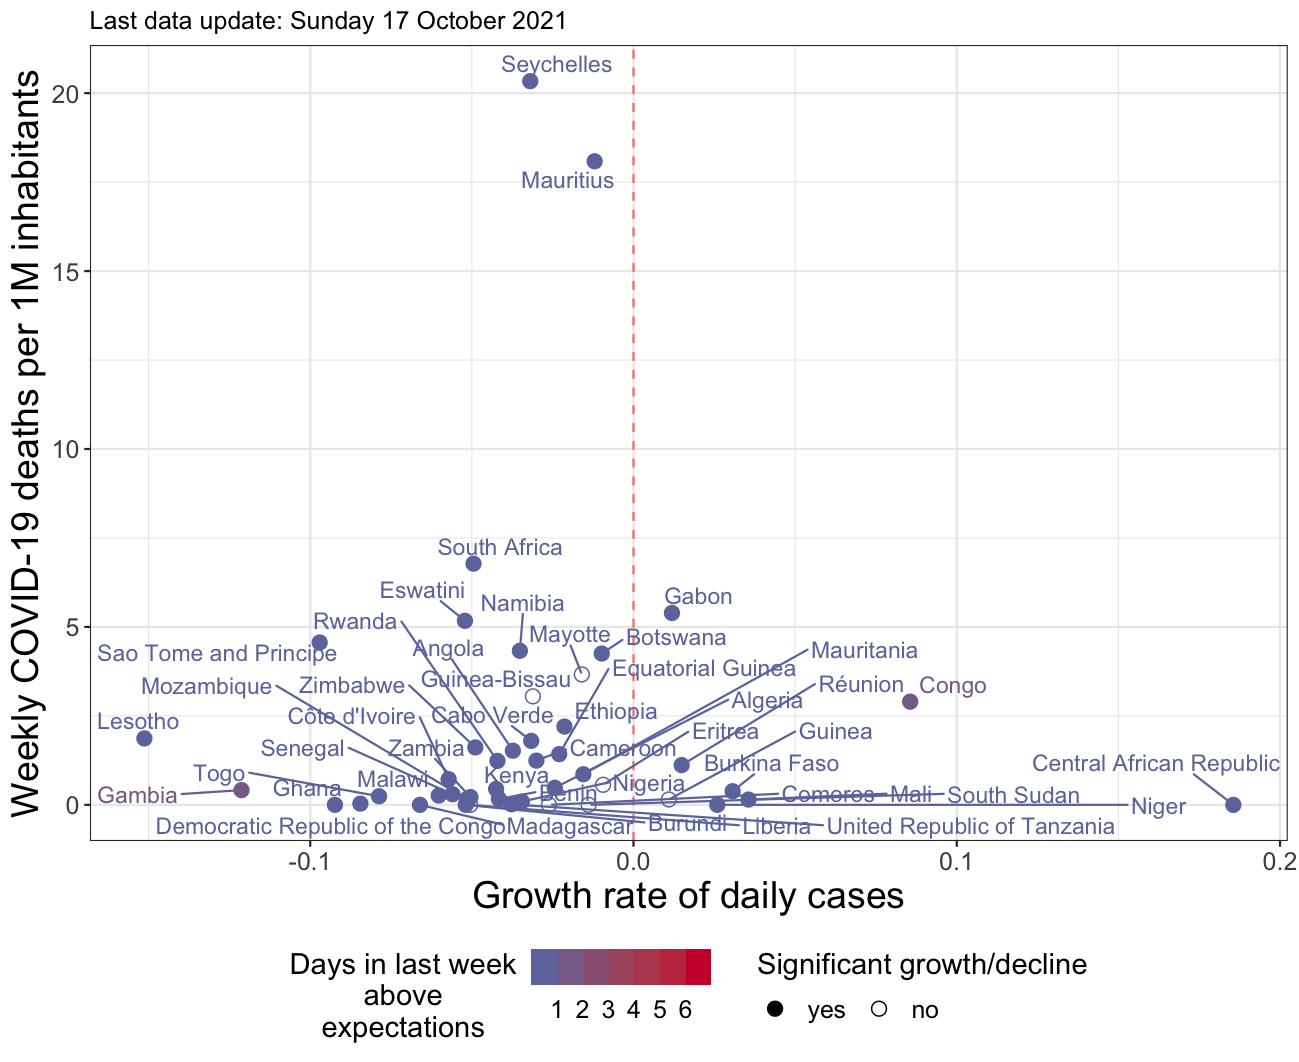 Last data update: Sunday 17 October 2021
Weekly COVID-19 deaths per 1M inhabitants
20
15
10
5
0
Seychelles
Mauritius
South Africa
Eswatini
Namibia
Gabon
Rwanda
Mayotte
Botswana
Sao Tome and Principe
Angola
Equatorial Guinea
Mauritania
Mozambique
Zimbabwe
Guinea-Bissau
Algeria
Réunion
Congo
Lesotho
Côte d'Ivoire
Cabo Verde
Ethiopia
Eritrea
Guinea
Senegal
Zambia
Cameroon
Burkina Faso
Central African Republic
Togo
Ghana
Malawi
Kenya
Nigeria
Gambia
Benin
Comoros
Mali
South Sudan
Niger
Democratic Republic of the Congo
Madagascar
Burundi
Liberia
United Republic of Tanzania
-0.1
0.0
0.1
0.2
Growth rate of daily cases
Days in last week
above
expectations
1 2 3 4 5 6
Significant growth/decline
yes
no